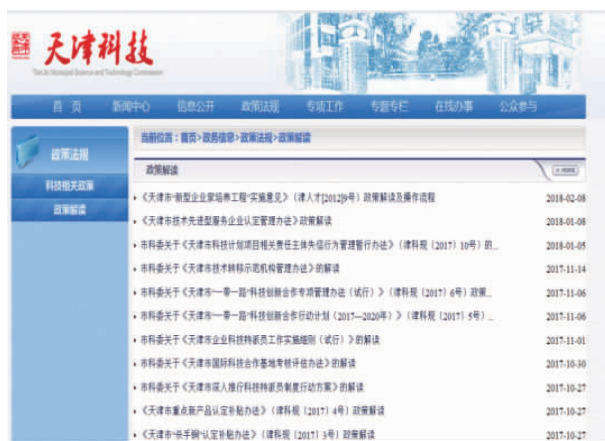 天津科技
TianJin Municipal Science and Technology Commission
首 页 新闻中心 信息公开 政策法规 专项工作 专题专栏 在线办事 公众参与
政策法规
科技相关政策
政策解读
当前位置：首页>政务信息>政策法规>政策解读
政策解读
《天津市“新型企业家培养工程”实施意见》（津人才[2012]9号）政策解读及操作流程 2018-02-08
《天津市技术先进型服务企业认定管理办法》政策解读 2018-01-08
市科委关于《天津市科技计划项目相关责任主体失信行为管理暂行办法》（津科规（2017）10号）的... 2018-01-05
市科委关于《天津市技术转移示范机构管理办法》的解读 2017-11-14
市科委关于《天津市“一带一路”科技创新合作专项管理办法（试行）》（津科规（2017）6号）政策... 2017-11-06
市科委关于《天津市“一带一路”科技创新合作行动计划（2017—2020年）》（津科规（2017）5号）... 2017-11-06
市科委关于《天津市企业科技特派员工作实施细则（试行）》的解读 2017-11-01
市科委关于《天津市国际科技合作基地考核评估办法》的解读 2017-10-30
市科委关于《天津市深入推行科技特派员制度行动方案》的解读 2017-10-27
《天津市重点新产品认定补贴办法》（津科规（2017）4号）政策解读 2017-10-27
《天津市“杀手锏”认定补贴办法》（津科规（2017）3号）政策解读 2017-10-27